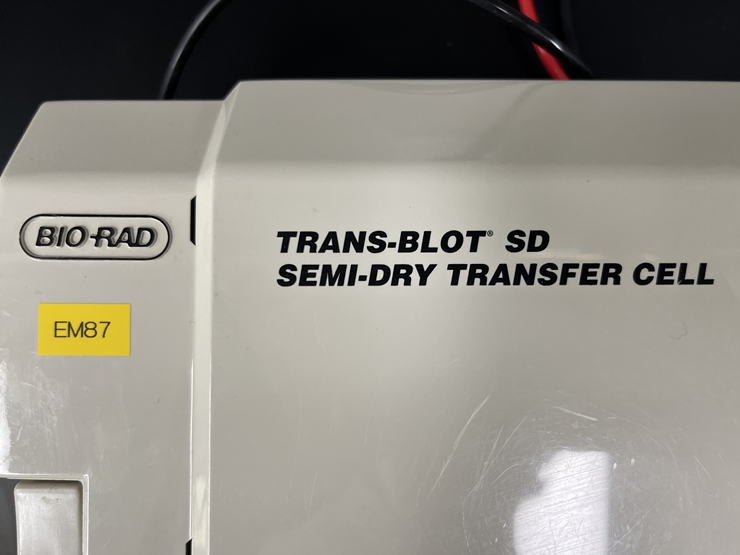 BIO-RAD
TRANS-BLOT® SD
SEMI-DRY TRANSFER CELL
EM87